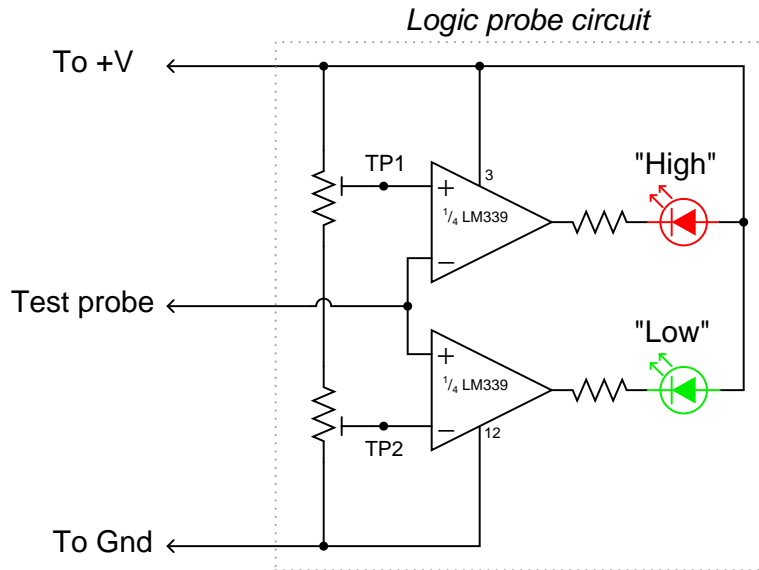 Logic probe circuit
To +V
TP1
+
3
"High"
1/4 LM339
−
Test probe
"Low"
+
1/4 LM339
−
12
TP2
To Gnd